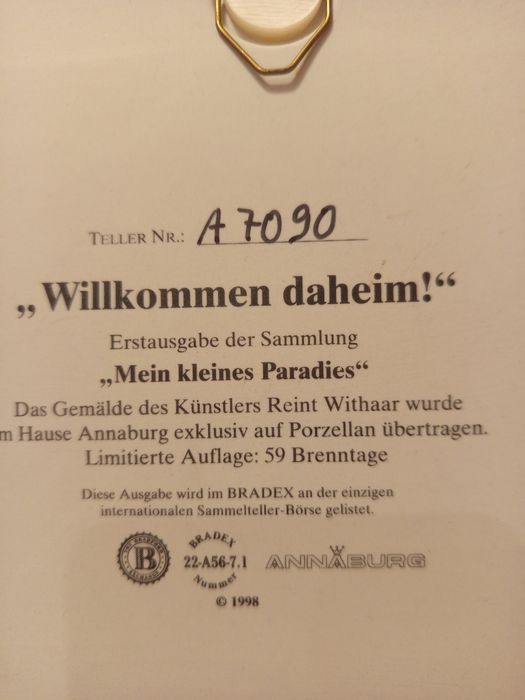 TELLER NR.: A 7090
„Willkommen daheim!“
Erstausgabe der Sammlung
„Mein kleines Paradies“
Das Gemälde des Künstlers Reint Withaar wurde
m Hause Annaburg exklusiv auf Porzellan übertragen.
Limitierte Auflage: 59 Brenntage
Diese Ausgabe wird im BRADEX an der einzigen
internationalen Sammelteller-Börse gelistet.
B
BRADEX
22-A56-7.1
Nummer
ANNABURG
© 1998